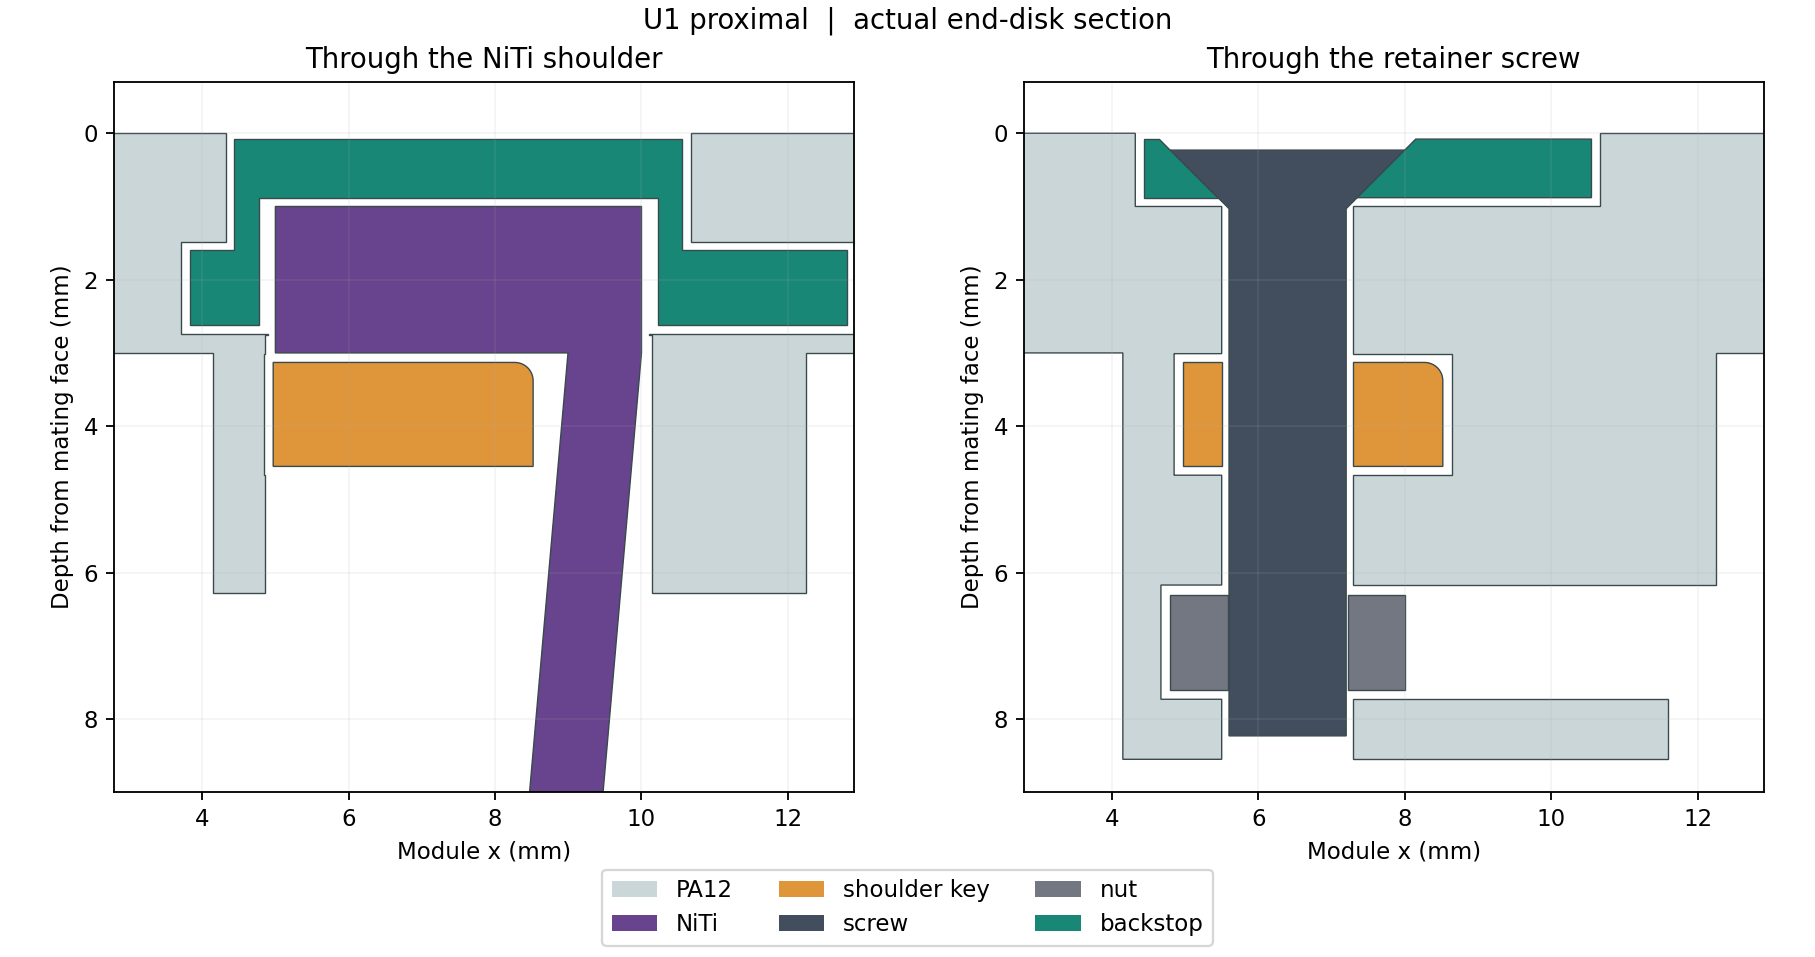 U1 proximal | actual end-disk section
Through the NiTi shoulder
Through the retainer screw
Depth from mating face (mm)
0
2
4
6
8
4
6
8
10
12
Module x (mm)
Depth from mating face (mm)
0
2
4
6
8
4
6
8
10
12
Module x (mm)
PA12
shoulder key
nut
NiTi
screw
backstop